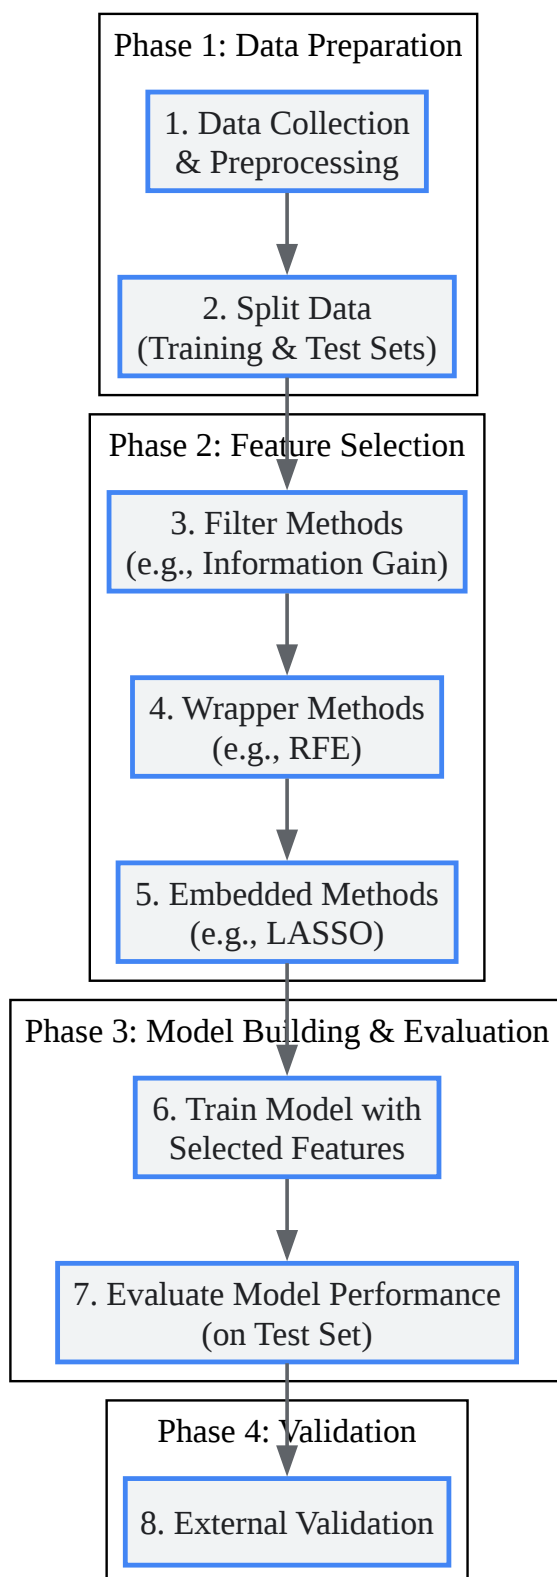 Phase 1: Data Preparation
1. Data Collection
& Preprocessing
2. Split Data
(Training & Test Sets)
Phase 2: Feature Selection
3. Filter Methods
(e.g., Information Gain)
4. Wrapper Methods
(e.g., RFE)
5. Embedded Methods
(e.g., LASSO)
Phase 3: Model Building & Evaluation
6. Train Model with
Selected Features
7. Evaluate Model Performance
(on Test Set)
Phase 4: Validation
8. External Validation